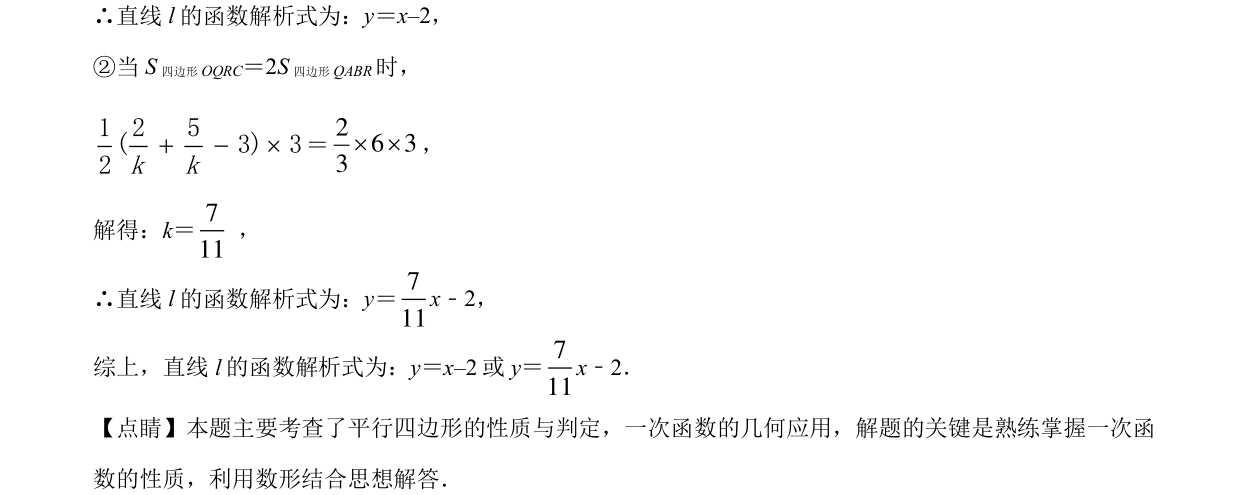 ∴直线 l 的函数解析式为：y＝x–2，
②当 S 四边形 OQRC＝2S 四边形 QABR 时，
1/2(2/k + 5/k − 3) × 3 = 2/3×6×3，
解得：k＝7/11 ，
∴直线 l 的函数解析式为：y＝7/11x﹣2，
综上，直线 l 的函数解析式为：y＝x–2 或 y＝7/11x﹣2．
【点睛】本题主要考查了平行四边形的性质与判定，一次函数的几何应用，解题的关键是熟练掌握一次函
数的性质，利用数形结合思想解答．